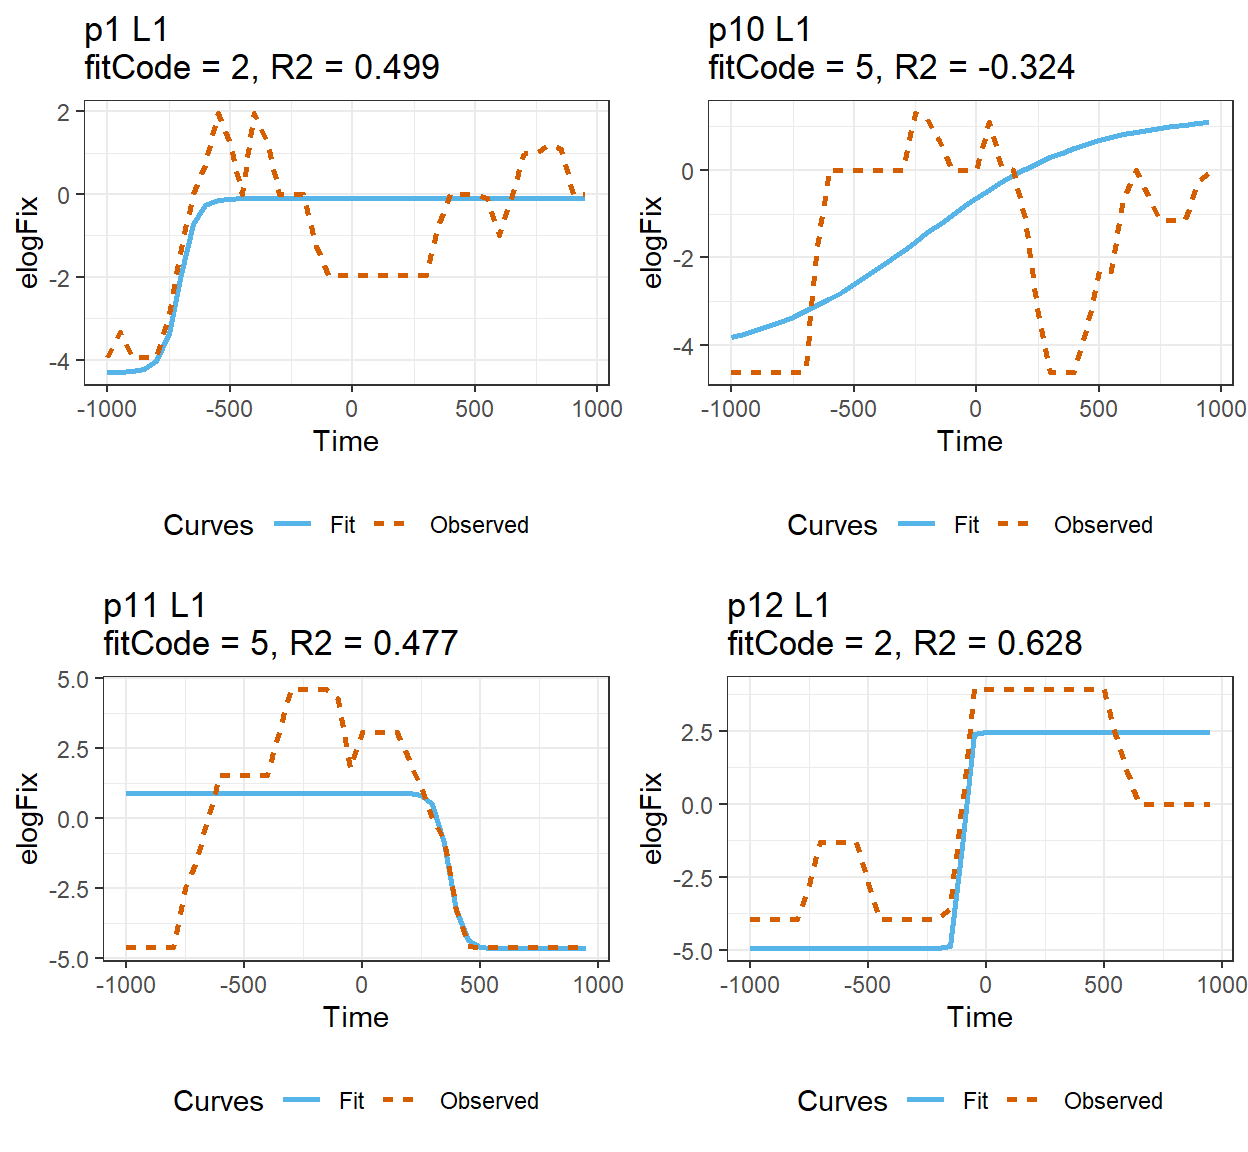 p1 L1
fitCode = 2, R2 = 0.499
elogFix
2
0
-2
-4
-1000 -500 0 500 1000
Time
Curves Fit Observed
p10 L1
fitCode = 5, R2 = -0.324
elogFix
0
-2
-4
-1000 -500 0 500 1000
Time
Curves Fit Observed
p11 L1
fitCode = 5, R2 = 0.477
elogFix
5.0
2.5
0.0
-2.5
-5.0
-1000 -500 0 500 1000
Time
Curves Fit Observed
p12 L1
fitCode = 2, R2 = 0.628
elogFix
2.5
0.0
-2.5
-5.0
-1000 -500 0 500 1000
Time
Curves Fit Observed